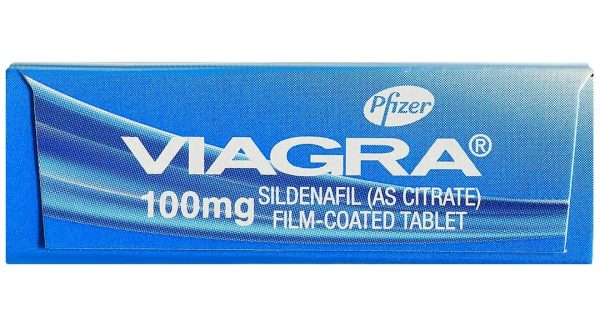 Pfizer
VIAGRA®
100mg SILDENAFIL (AS CITRATE)
FILM-COATED TABLET